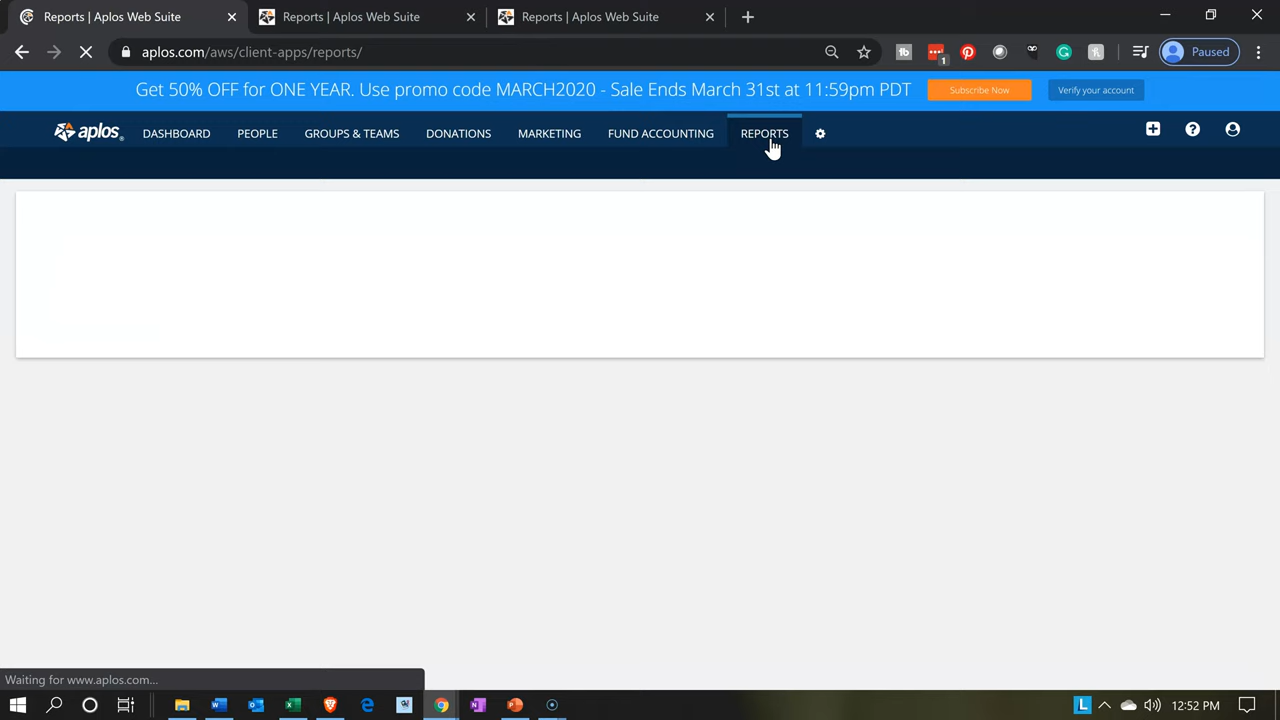 Reports | Aplos Web Suite
Reports | Aplos Web Suite
Reports | Aplos Web Suite
aplos.com/aws/client-apps/reports/
1
Paused
Get 50% OFF for ONE YEAR. Use promo code MARCH2020 - Sale Ends March 31st at 11:59pm PDT
Subscribe Now
Verify your account
aplos
DASHBOARD
PEOPLE
GROUPS & TEAMS
DONATIONS
MARKETING
FUND ACCOUNTING
REPORTS
Waiting for www.aplos.com...
12:52 PM